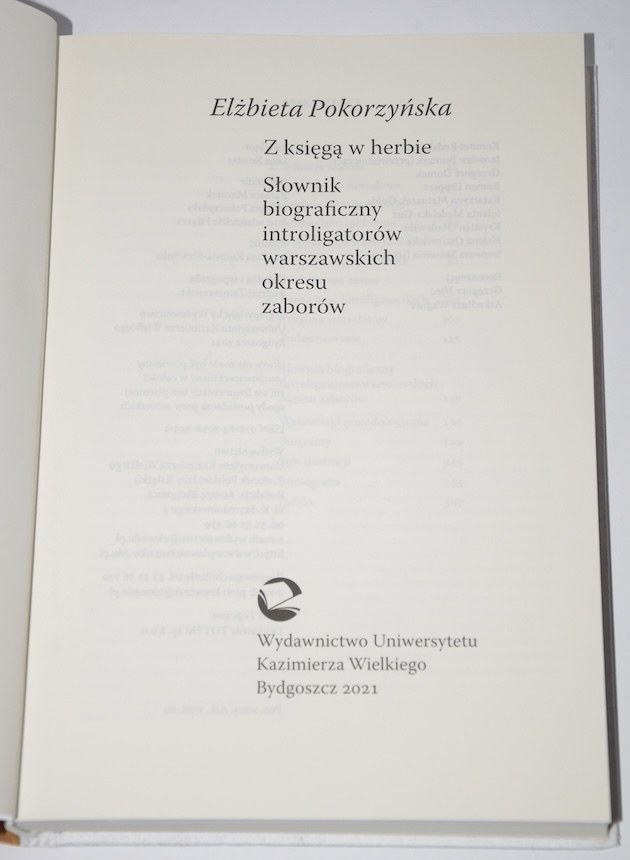 Elżbieta Pokorzyńska
Z księgą w herbie
Słownik
biograficzny
introligatorów
warszawskich
okresu
zaborów
Wydawnictwo Uniwersytetu
Kazimierza Wielkiego
Bydgoszcz 2021